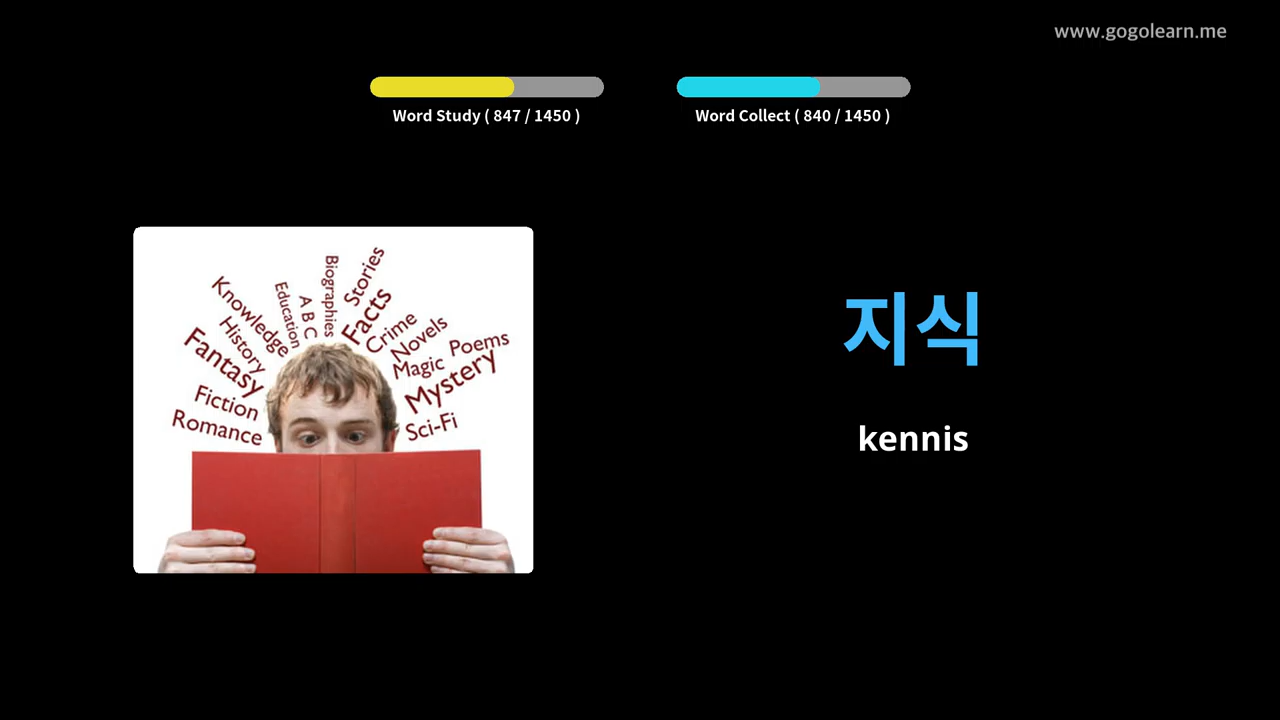 www.gogolearn.me
Word Study ( 847 / 1450 )
Word Collect ( 840 / 1450 )
Knowledge
History
Fantasy
Fiction
Romance
Education
A B C
Biographies
Stories
Facts
Crime
Novels
Magic
Poems
Mystery
Sci-Fi
지식
kennis